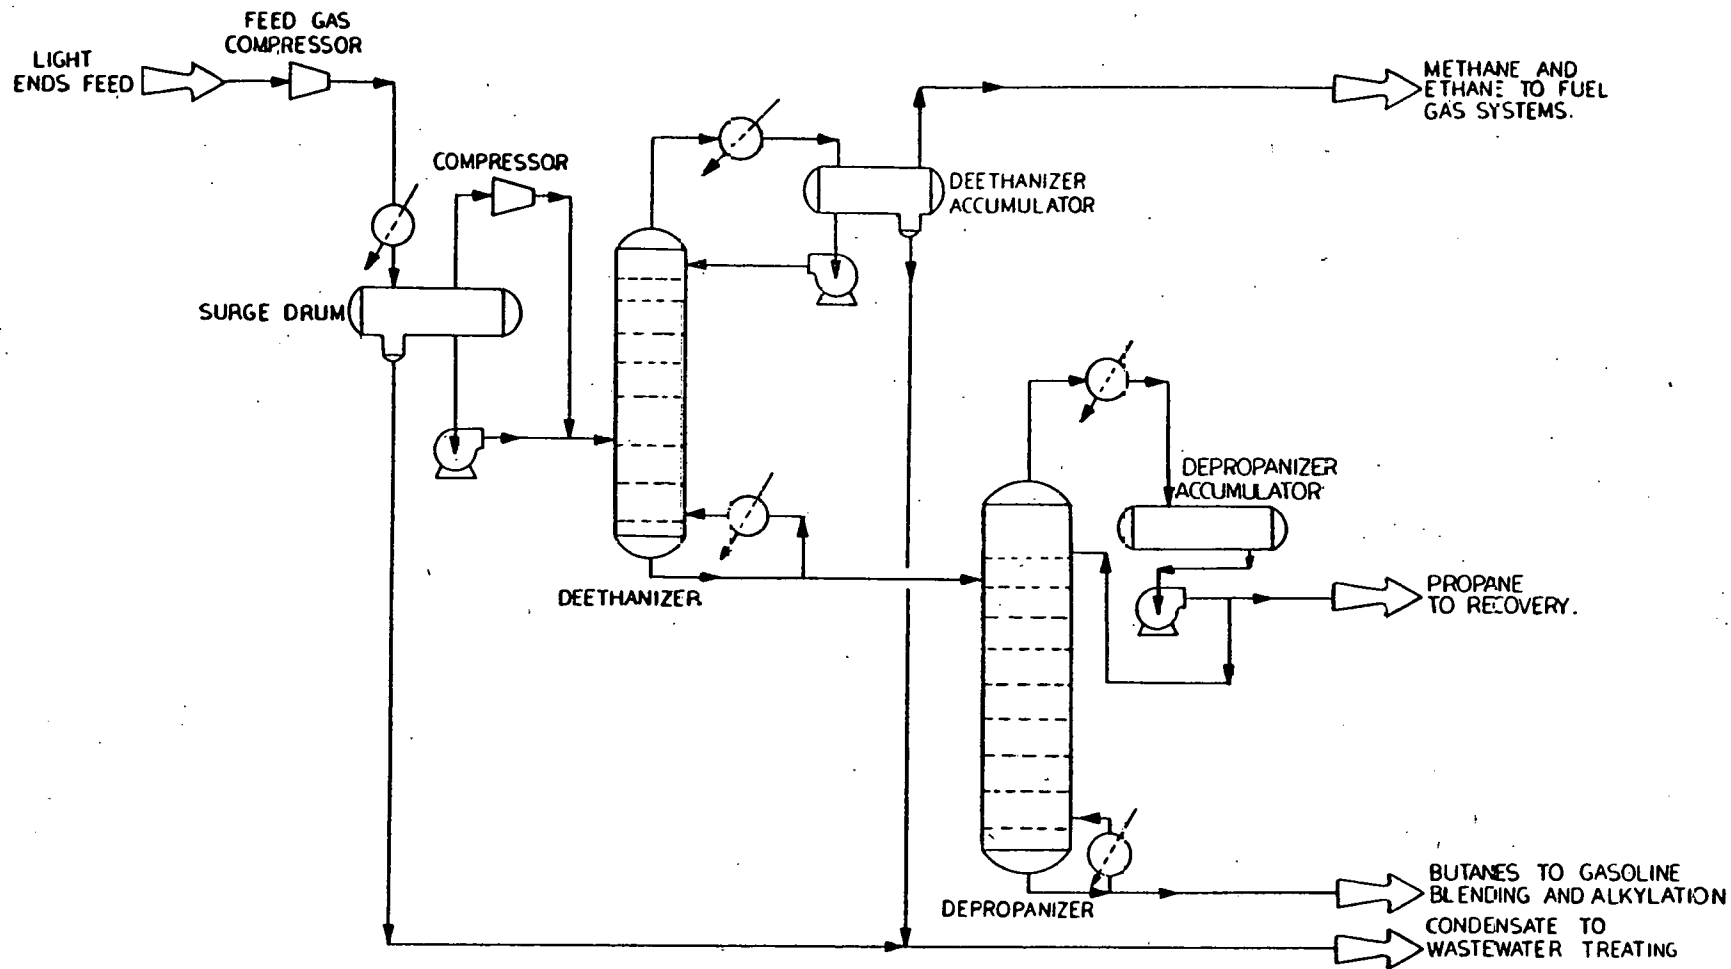 FEED GAS
COMPRESSOR
LIGHT
ENDS FEED
METHANE AND
ETHANE TO FUEL
GAS SYSTEMS.
COMPRESSOR
DEETHANIZER
ACCUMULATOR
SURGE DRUM
DEPROPANIZER
ACCUMULATOR
PROPANE
TO RECOVERY.
DEETHANIZER
BUTANES TO GASOLINE
BLENDING AND ALKYLATION
DEPROPANIZER
CONDENSATE TO
WASTEWATER TREATING